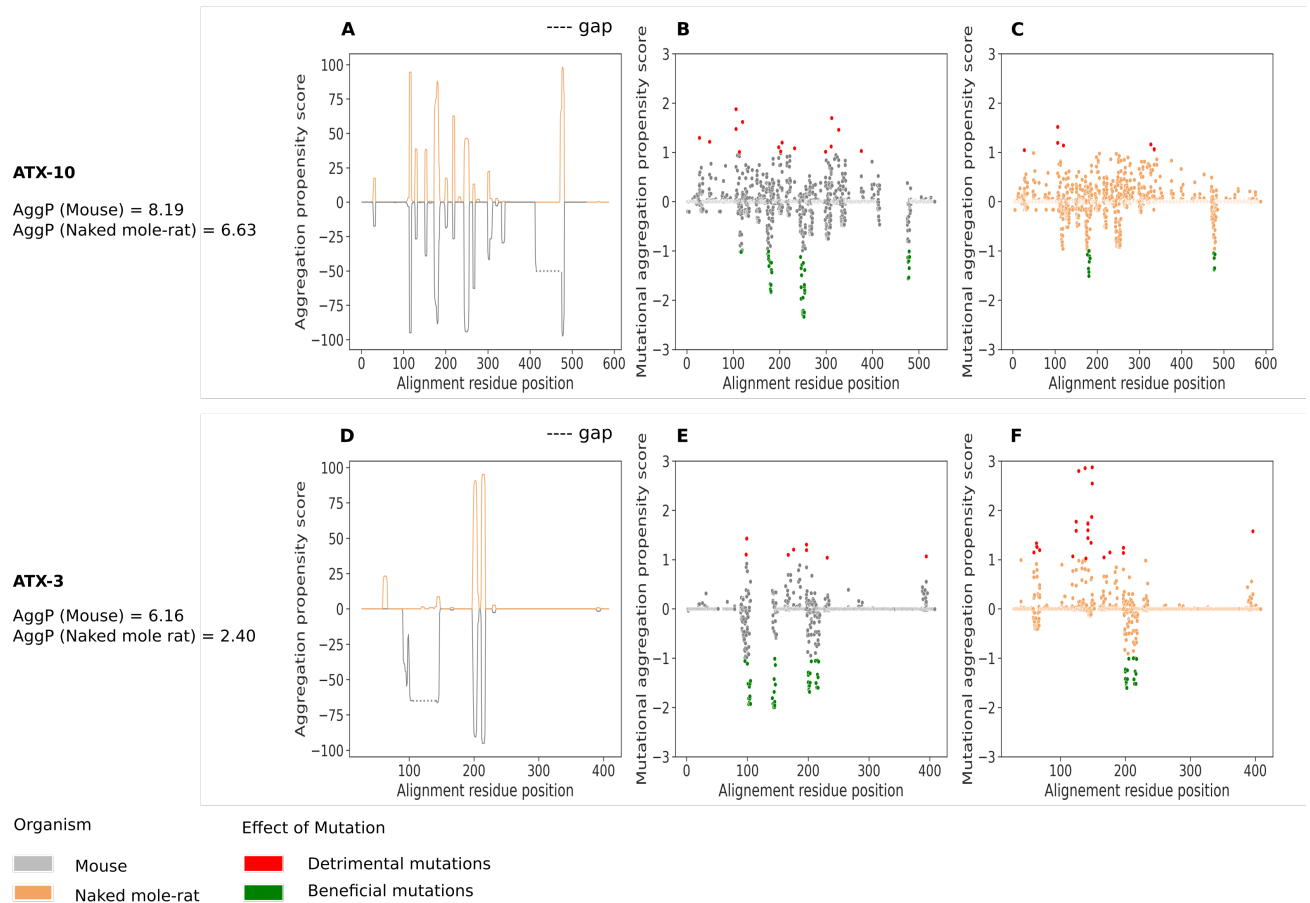 A
---- gap
B
C
ATX-10
AggP (Mouse) = 8.19
AggP (Naked mole-rat) = 6.63
Aggregation propensity score
100
75
50
25
0
−25
−50
−75
−100
0 100 200 300 400 500 600
Alignment residue position
Mutational aggregation propensity score
3
2
1
0
−1
−2
−3
0 100 200 300 400 500
Alignment residue position
Mutational aggregation propensity score
3
2
1
0
−1
−2
−3
0 100 200 300 400 500 600
Alignment residue position
D
---- gap
E
F
ATX-3
AggP (Mouse) = 6.16
AggP (Naked mole rat) = 2.40
Aggregation propensity score
100
75
50
25
0
−25
−50
−75
−100
100 200 300 400
Alignment residue position
Mutational aggregation propensity score
3
2
1
0
−1
−2
−3
0 100 200 300 400
Alignement residue position
Mutational aggregation propensity score
3
2
1
0
−1
−2
−3
100 200 300 400
Alignment residue position
Organism
Mouse
Naked mole-rat
Effect of Mutation
Detrimental mutations
Beneficial mutations